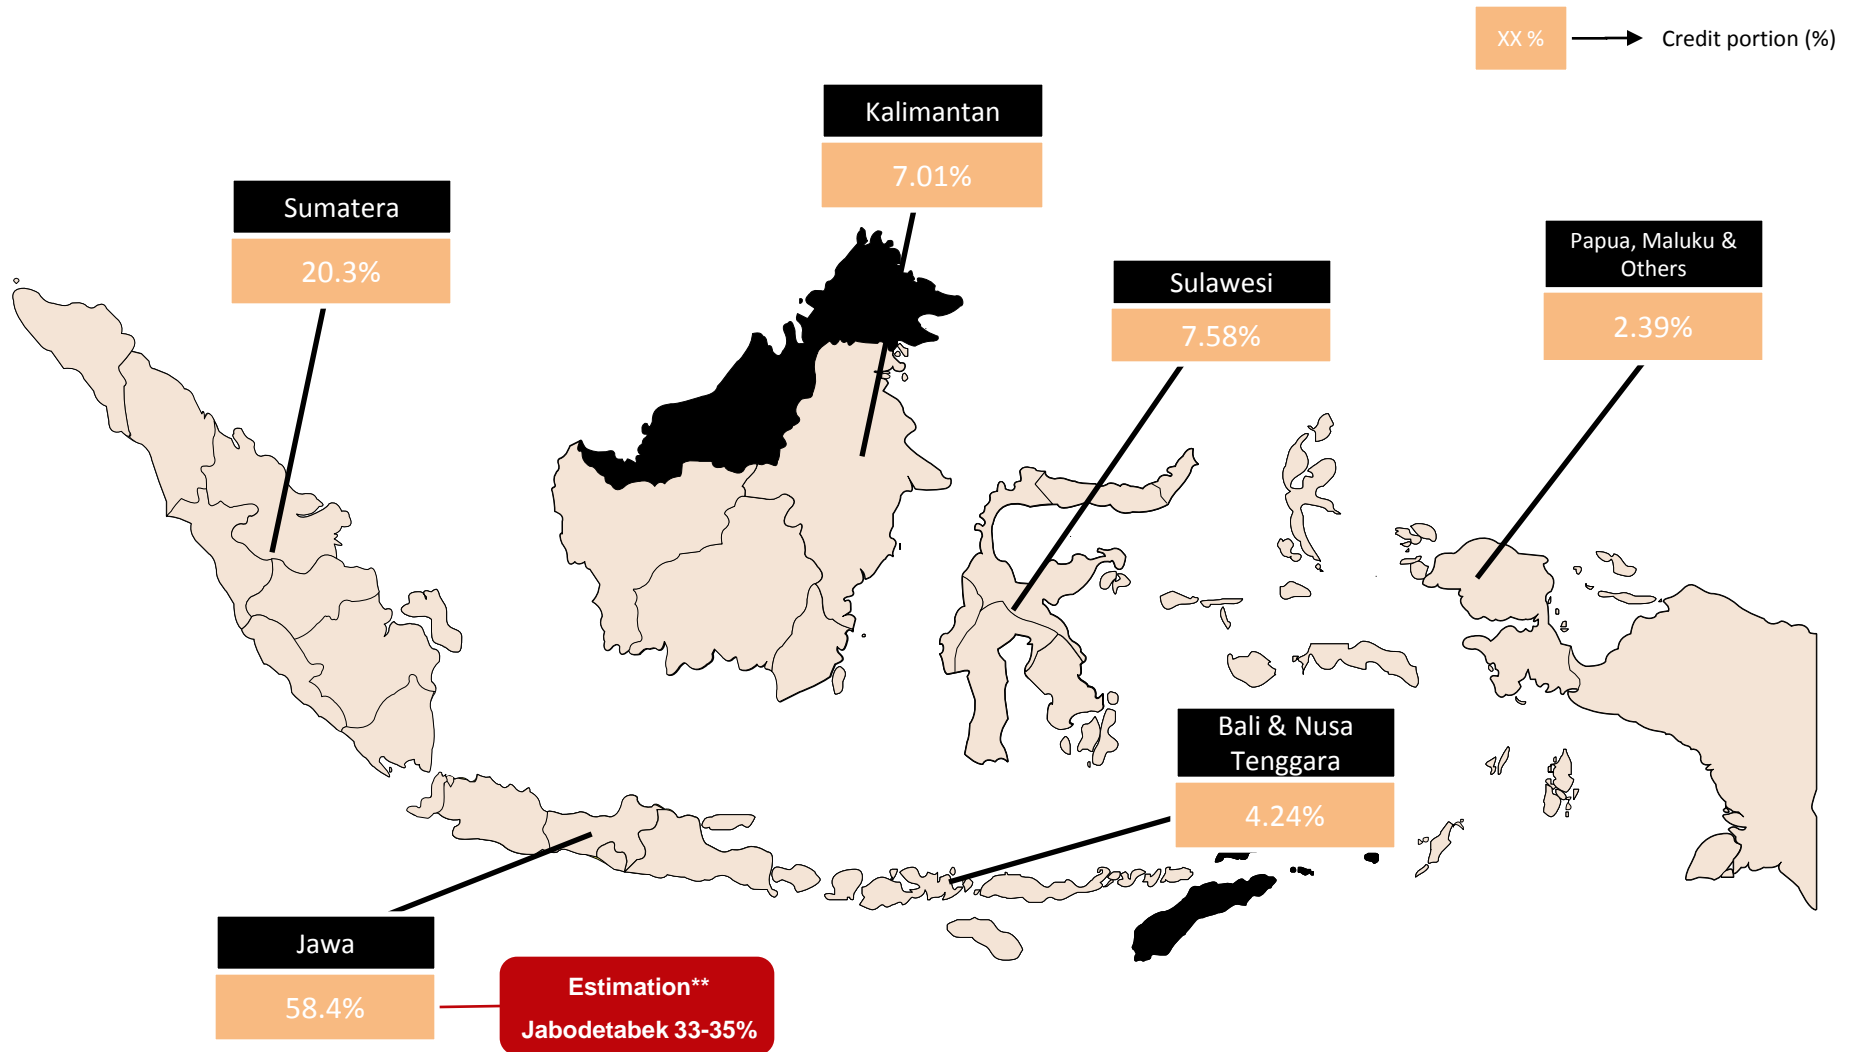 XX %
Credit portion (%)
Kalimantan
7.01%
Sumatera
20.3%
Papua, Maluku &
Others
2.39%
Sulawesi
7.58%
Bali & Nusa
Tenggara
4.24%
Jawa
58.4%
Estimation**
Jabodetabek 33-35%